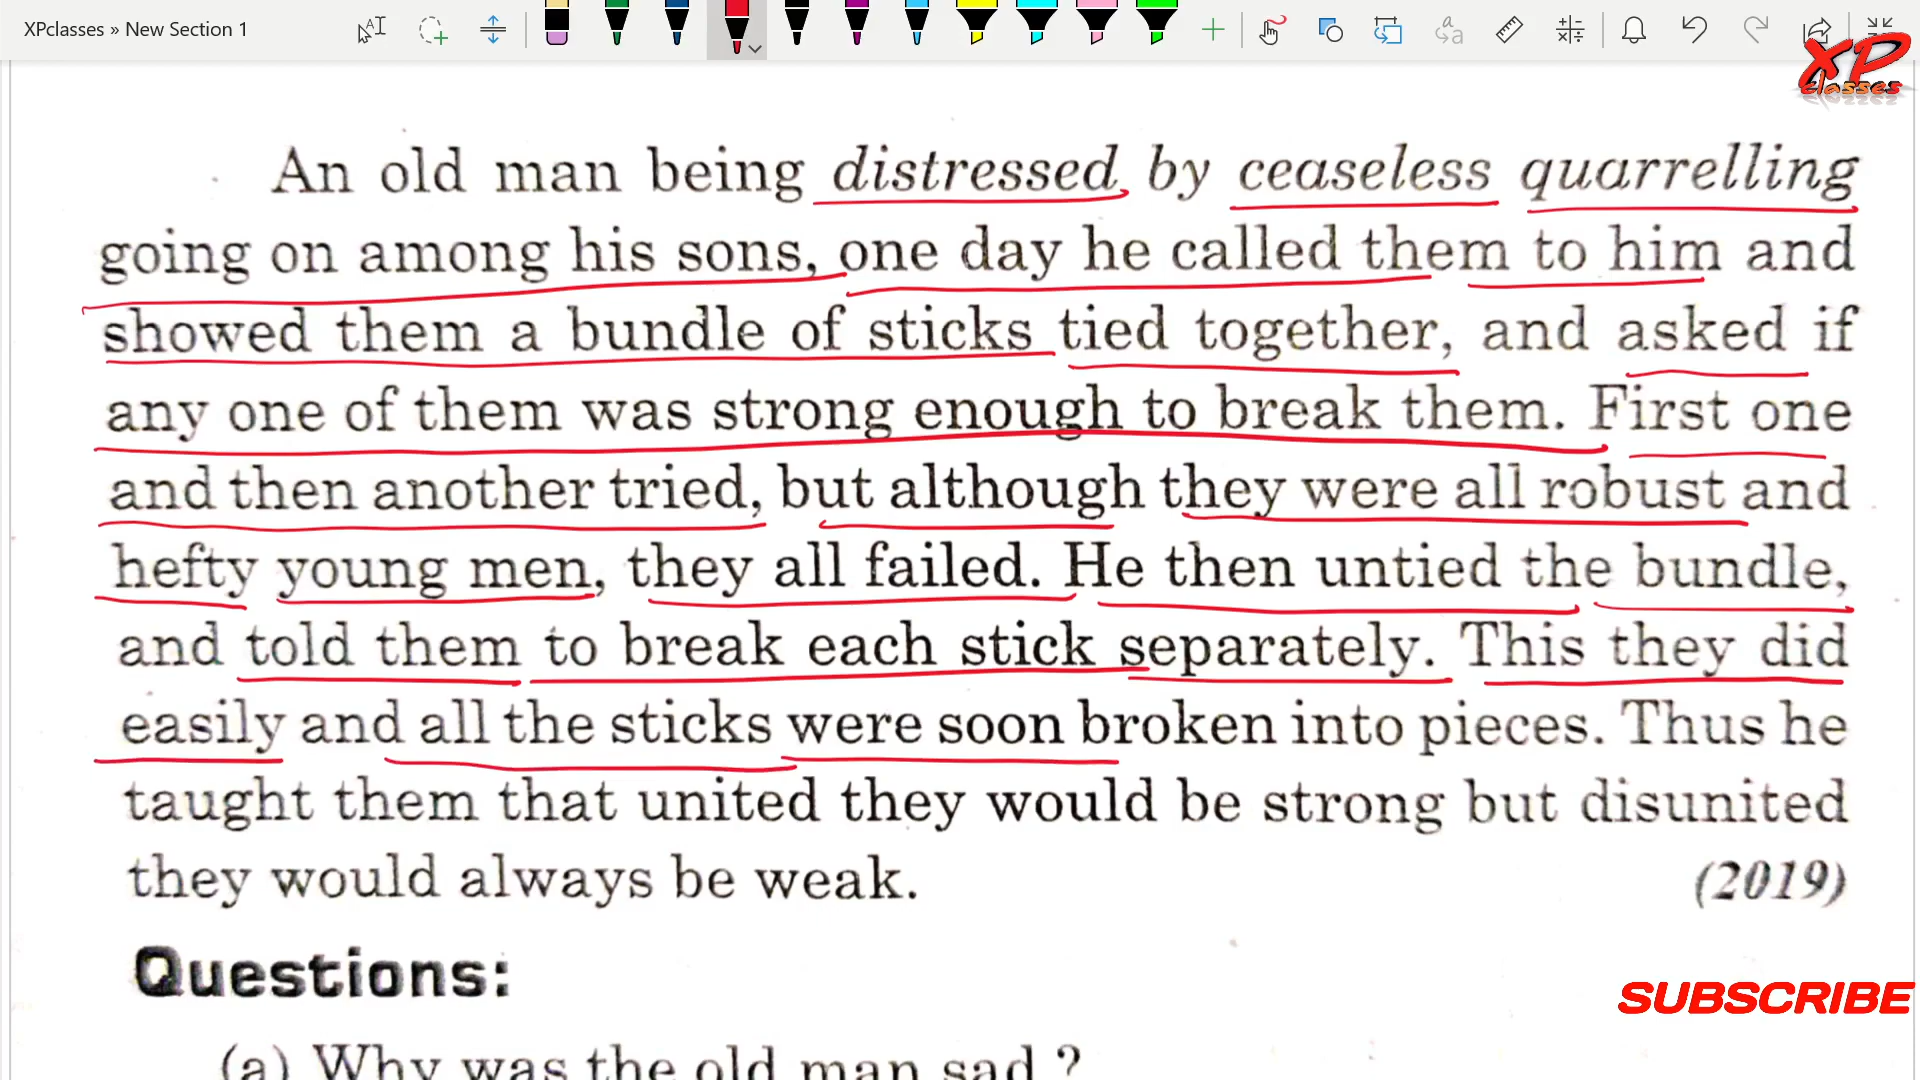 XPclasses » New Section 1
XP
classes
An old man being distressed by ceaseless quarrelling
going on among his sons, one day he called them to him and
showed them a bundle of sticks tied together, and asked if
any one of them was strong enough to break them. First one
and then another tried, but although they were all robust and
hefty young men, they all failed. He then untied the bundle,
and told them to break each stick separately. This they did
easily and all the sticks were soon broken into pieces. Thus he
taught them that united they would be strong but disunited
they would always be weak. (2019)
Questions:
SUBSCRIBE
(a) Why was the old man sad ?